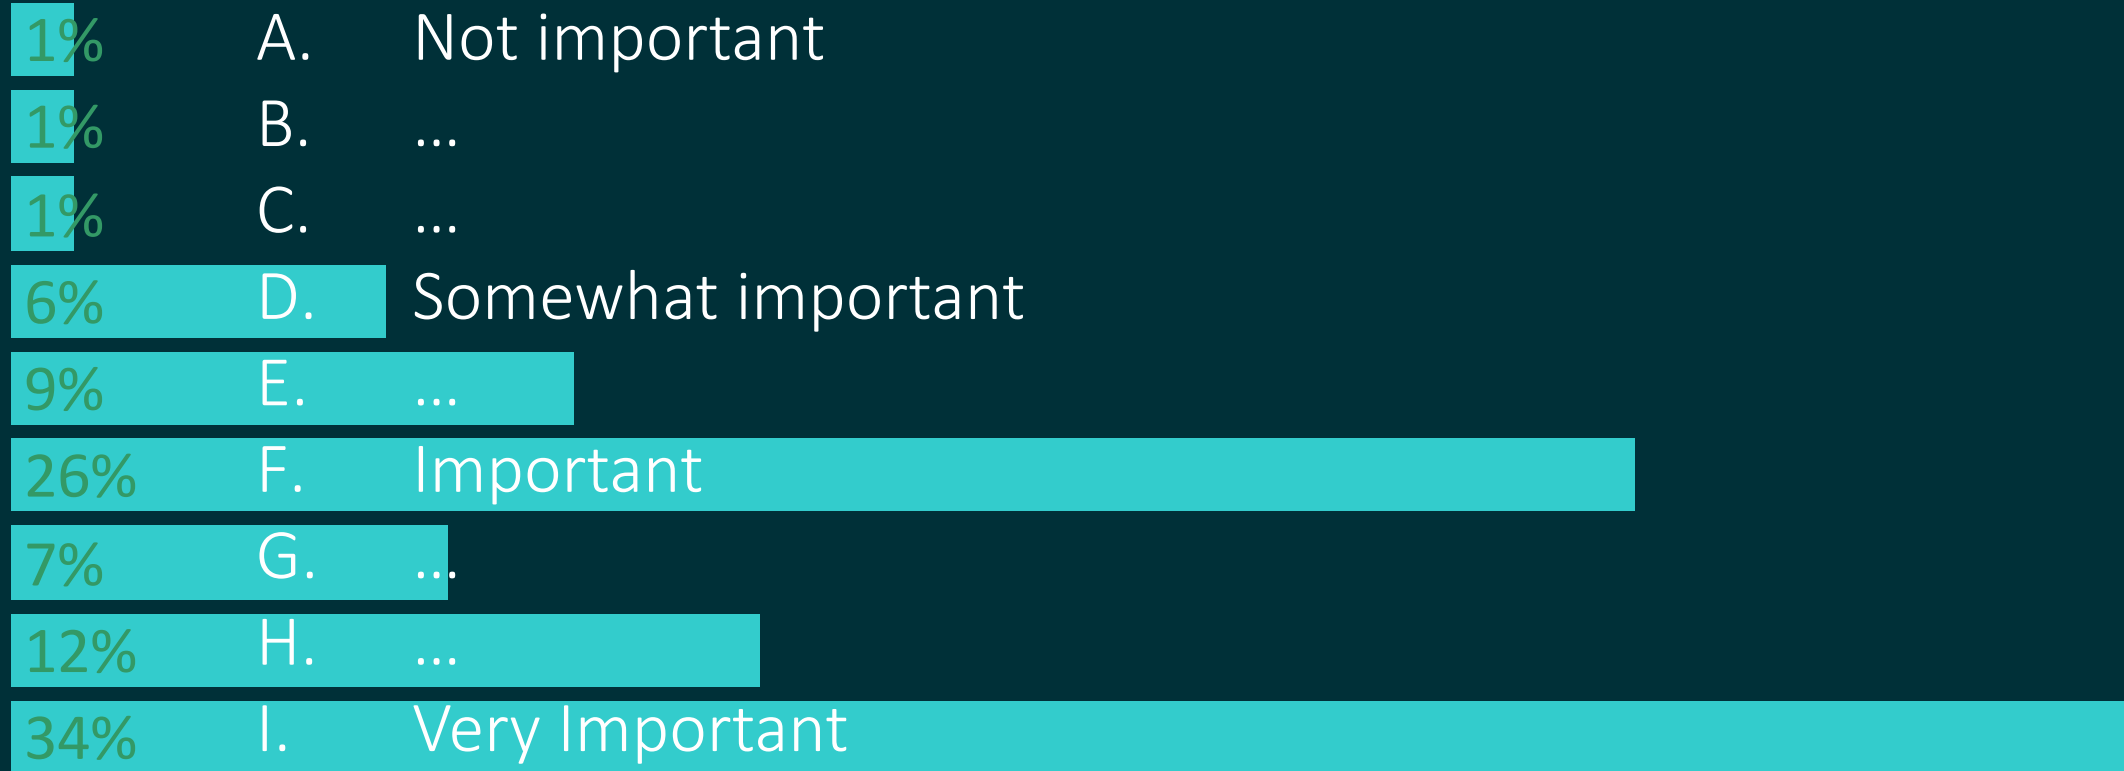 1% A. Not important
1% B. ...
1% C. ...
6% D. Somewhat important
9% E. ...
26% F. Important
7% G. ...
12% H. ...
34% I. Very Important